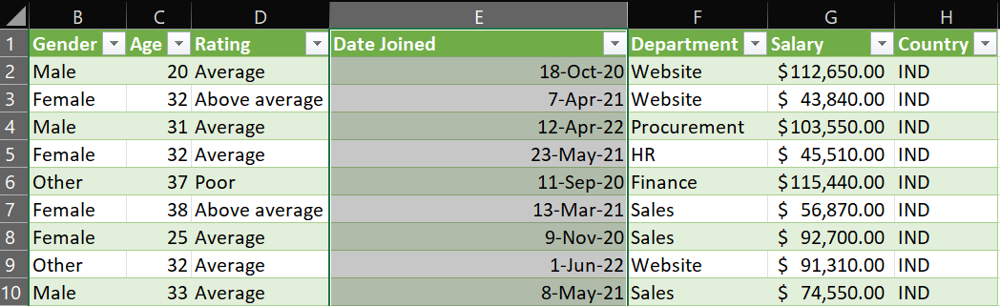 B C D E F G H
1 Gender Age Rating Date Joined Department Salary Country
2 Male 20 Average 18-Oct-20 Website $112,650.00 IND
3 Female 32 Above average 7-Apr-21 Website $ 43,840.00 IND
4 Male 31 Average 12-Apr-22 Procurement $103,550.00 IND
5 Female 32 Average 23-May-21 HR $ 45,510.00 IND
6 Other 37 Poor 11-Sep-20 Finance $115,440.00 IND
7 Female 38 Above average 13-Mar-21 Sales $ 56,870.00 IND
8 Female 25 Average 9-Nov-20 Sales $ 92,700.00 IND
9 Other 32 Average 1-Jun-22 Website $ 91,310.00 IND
10 Male 33 Average 8-May-21 Sales $ 74,550.00 IND